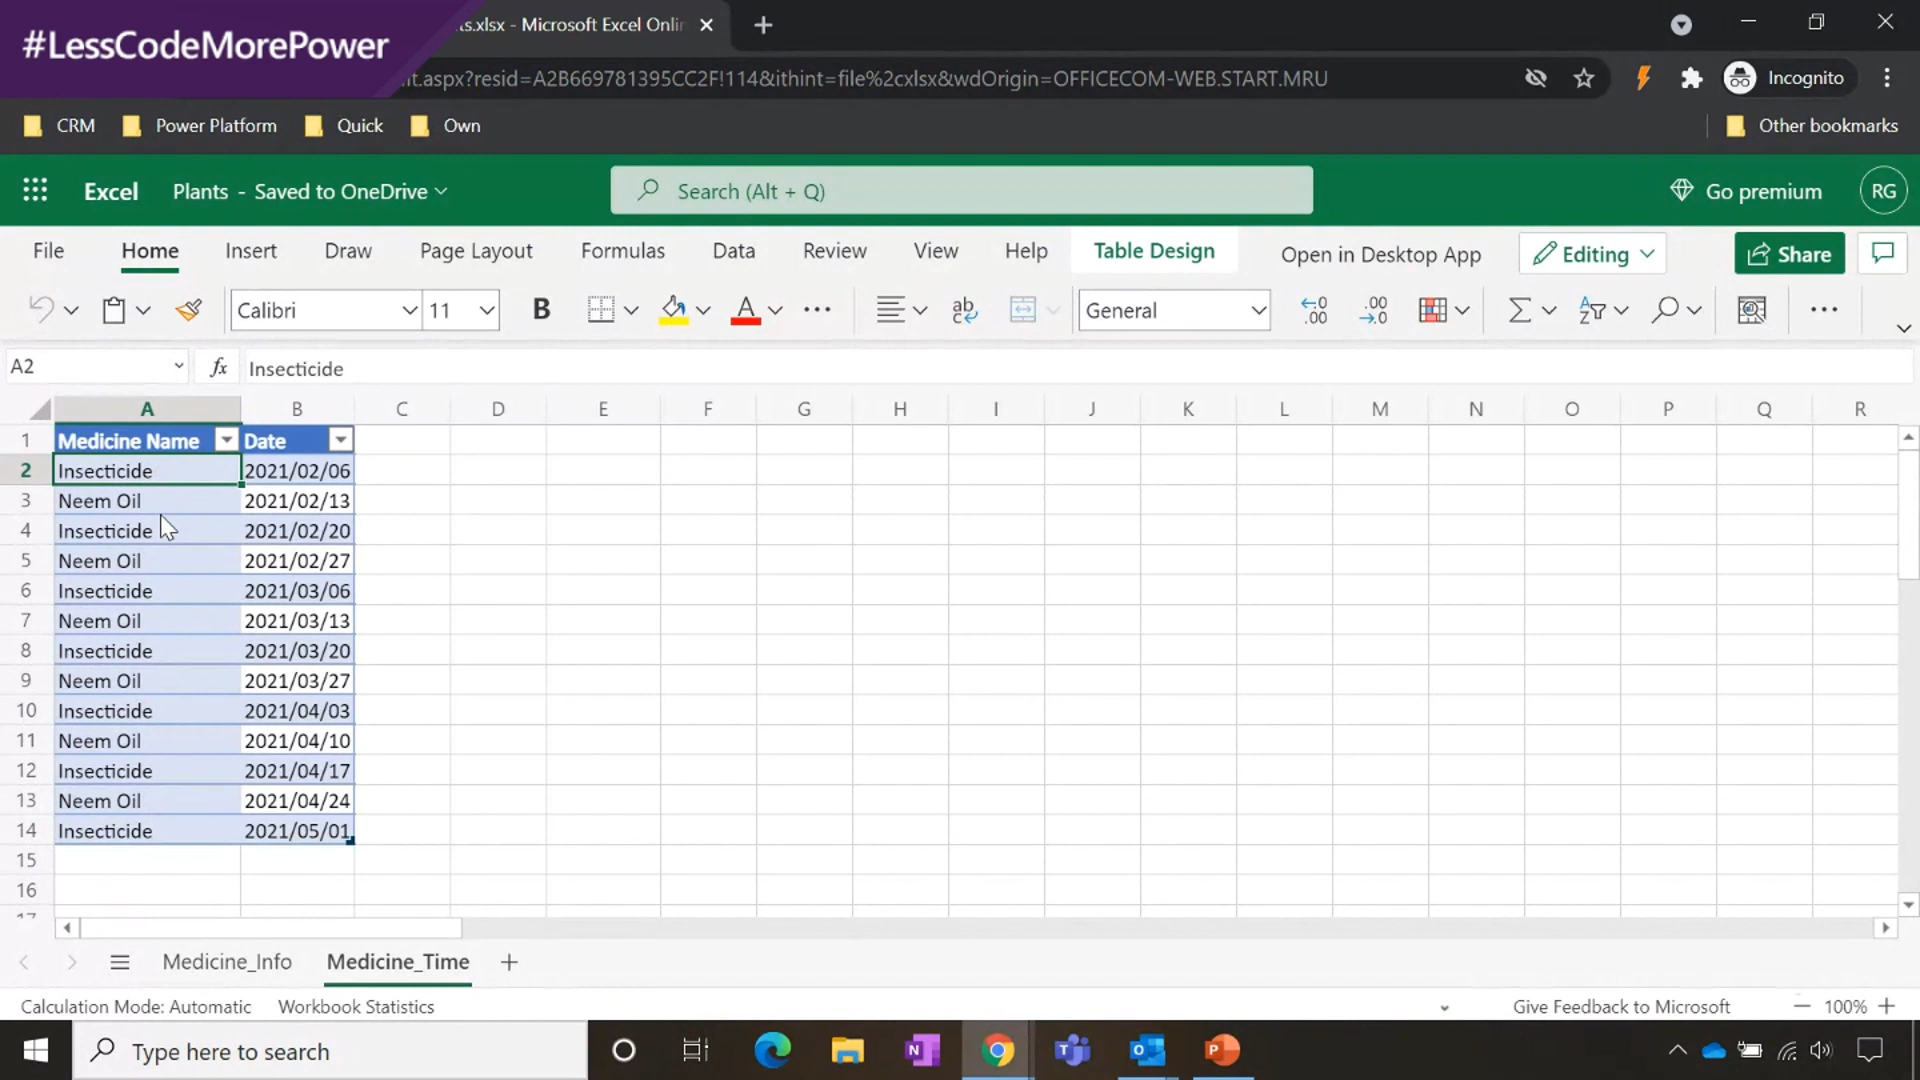 #LessCodeMorePower
ts.xlsx - Microsoft Excel Onli
it.aspx?resid=A2B669781395CC2F!114&ithint=file%2cxlsx&wdOrigin=OFFICECOM-WEB.START.MRU
Incognito
CRM
Power Platform
Quick
Own
Other bookmarks
Excel
Plants - Saved to OneDrive
Search (Alt + Q)
Go premium
RG
File
Home
Insert
Draw
Page Layout
Formulas
Data
Review
View
Help
Table Design
Open in Desktop App
Editing
Share
Calibri
11
B
A
ab
General
.00
.00
A2
fx
Insecticide
A B C D E F G H I J K L M N O P Q R
1 Medicine Name Date
2 Insecticide 2021/02/06
3 Neem Oil 2021/02/13
4 Insecticide 2021/02/20
5 Neem Oil 2021/02/27
6 Insecticide 2021/03/06
7 Neem Oil 2021/03/13
8 Insecticide 2021/03/20
9 Neem Oil 2021/03/27
10 Insecticide 2021/04/03
11 Neem Oil 2021/04/10
12 Insecticide 2021/04/17
13 Neem Oil 2021/04/24
14 Insecticide 2021/05/01
15
16
17
Medicine_Info
Medicine_Time
Calculation Mode: Automatic
Workbook Statistics
Give Feedback to Microsoft
100%
Type here to search